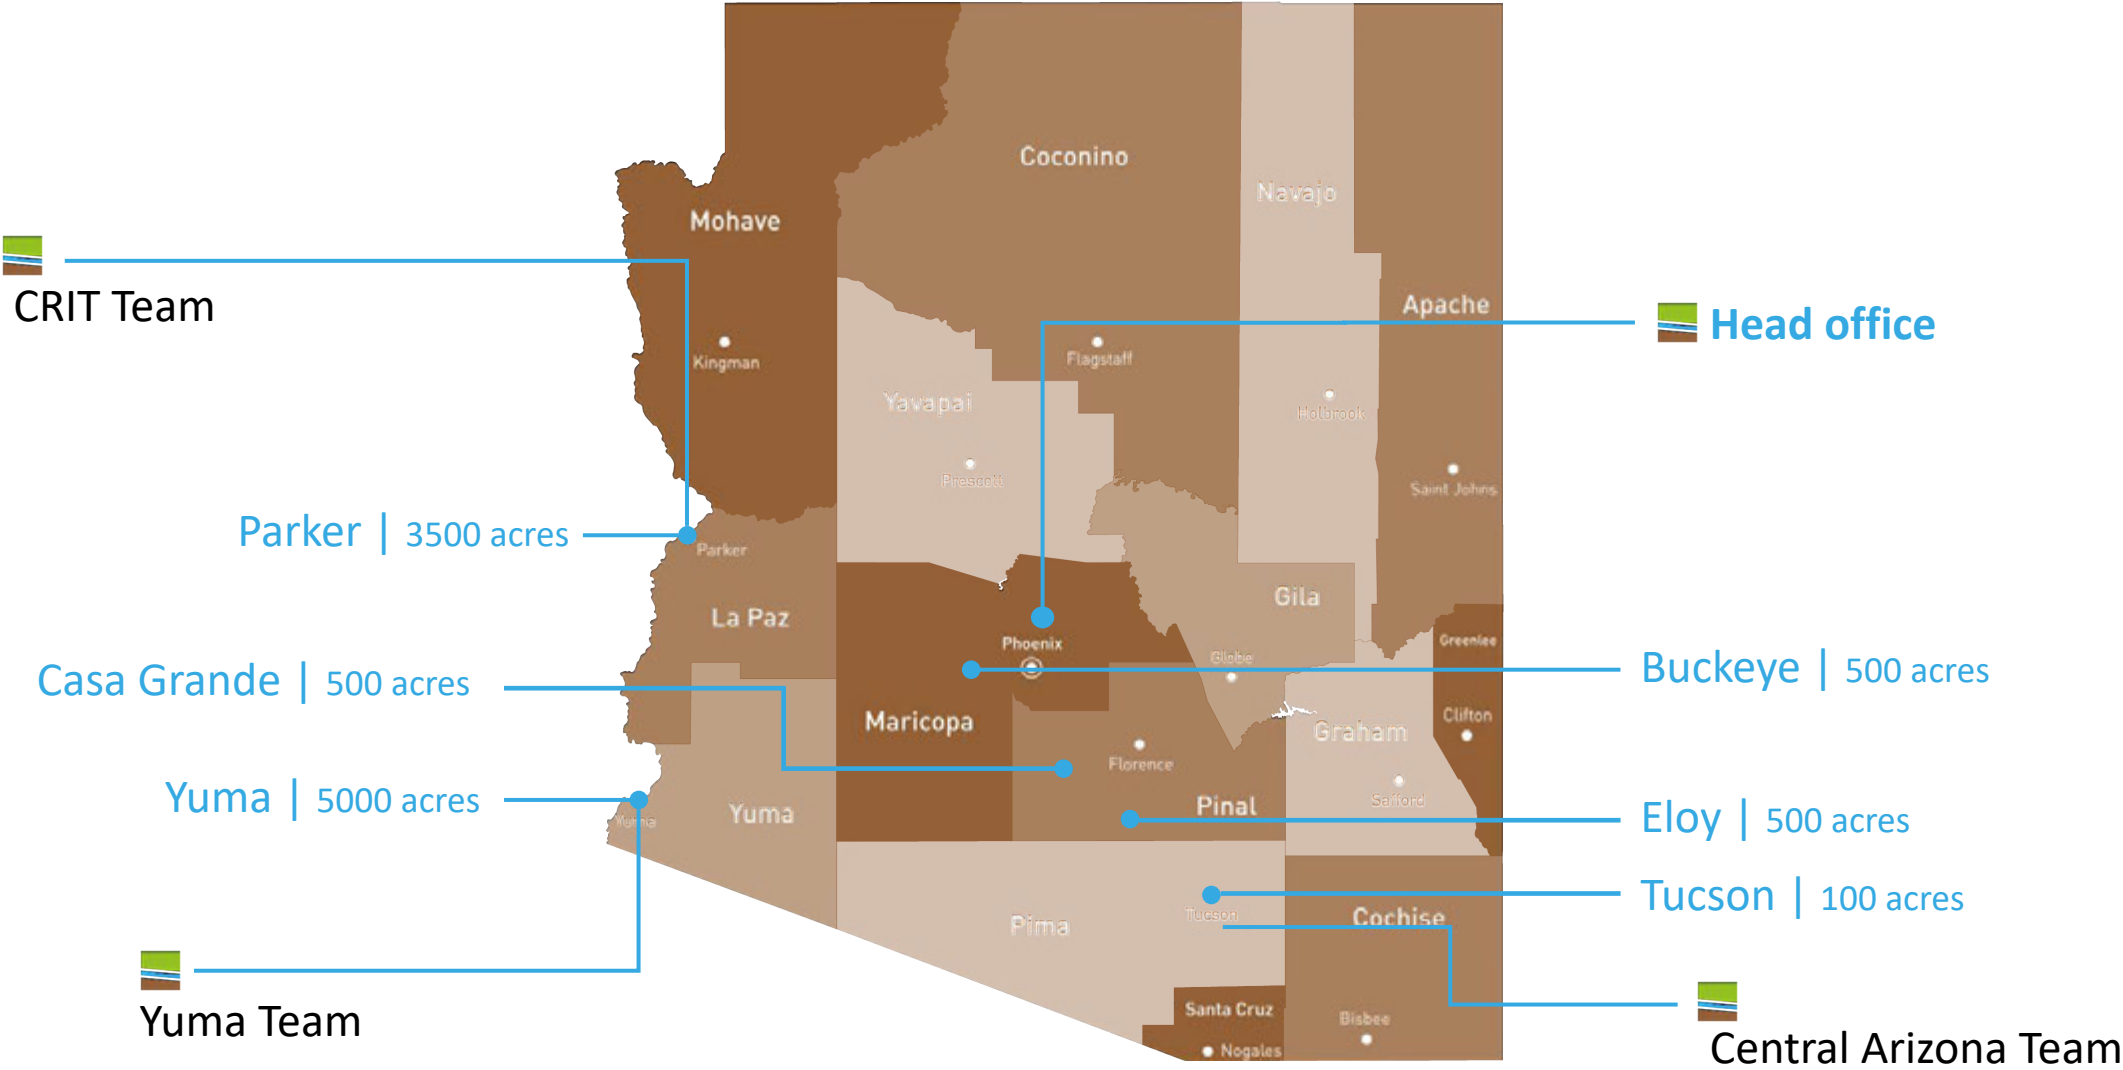 Coconino
Navajo
Mohave
Apache
CRIT Team
Head office
Kingman
Flagstaff
Yavapai
Holbrook
Prescott
Saint Johns
Parker | 3500 acres
Parker
Gila
La Paz
Phoenix
Greenlee
Globe
Casa Grande | 500 acres
Buckeye | 500 acres
Maricopa
Graham
Clifton
Florence
Yuma | 5000 acres
Yuma
Yuma
Pinal
Safford
Eloy | 500 acres
Tucson | 100 acres
Pima
Tucson
Cochise
Santa Cruz
Bisbee
Yuma Team
Nogales
Central Arizona Team